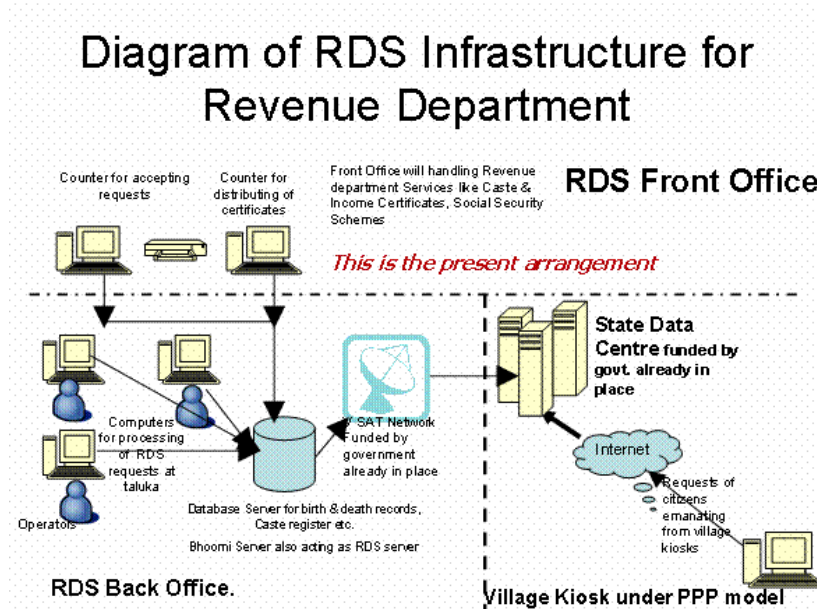 Diagram of RDS Infrastructure for
Revenue Department
Counter for accepting
requests
Counter for
distributing of
certificates
Front Office will handling Revenue
department Services like Caste &
Income Certificates, Social Security
Schemes
RDS Front Office
This is the present arrangement
State Data
Centre funded by
govt. already in
place
Computers
for processing
of RDS
requests at
taluka
Operators
V SAT Network
Funded by
government
already in place
Internet
Requests of
citizens
emanating
from village
kiosks
Database Server for birth & death records,
Caste register etc.
Bhoomi Server also acting as RDS server
RDS Back Office.
Village Kiosk under PPP model